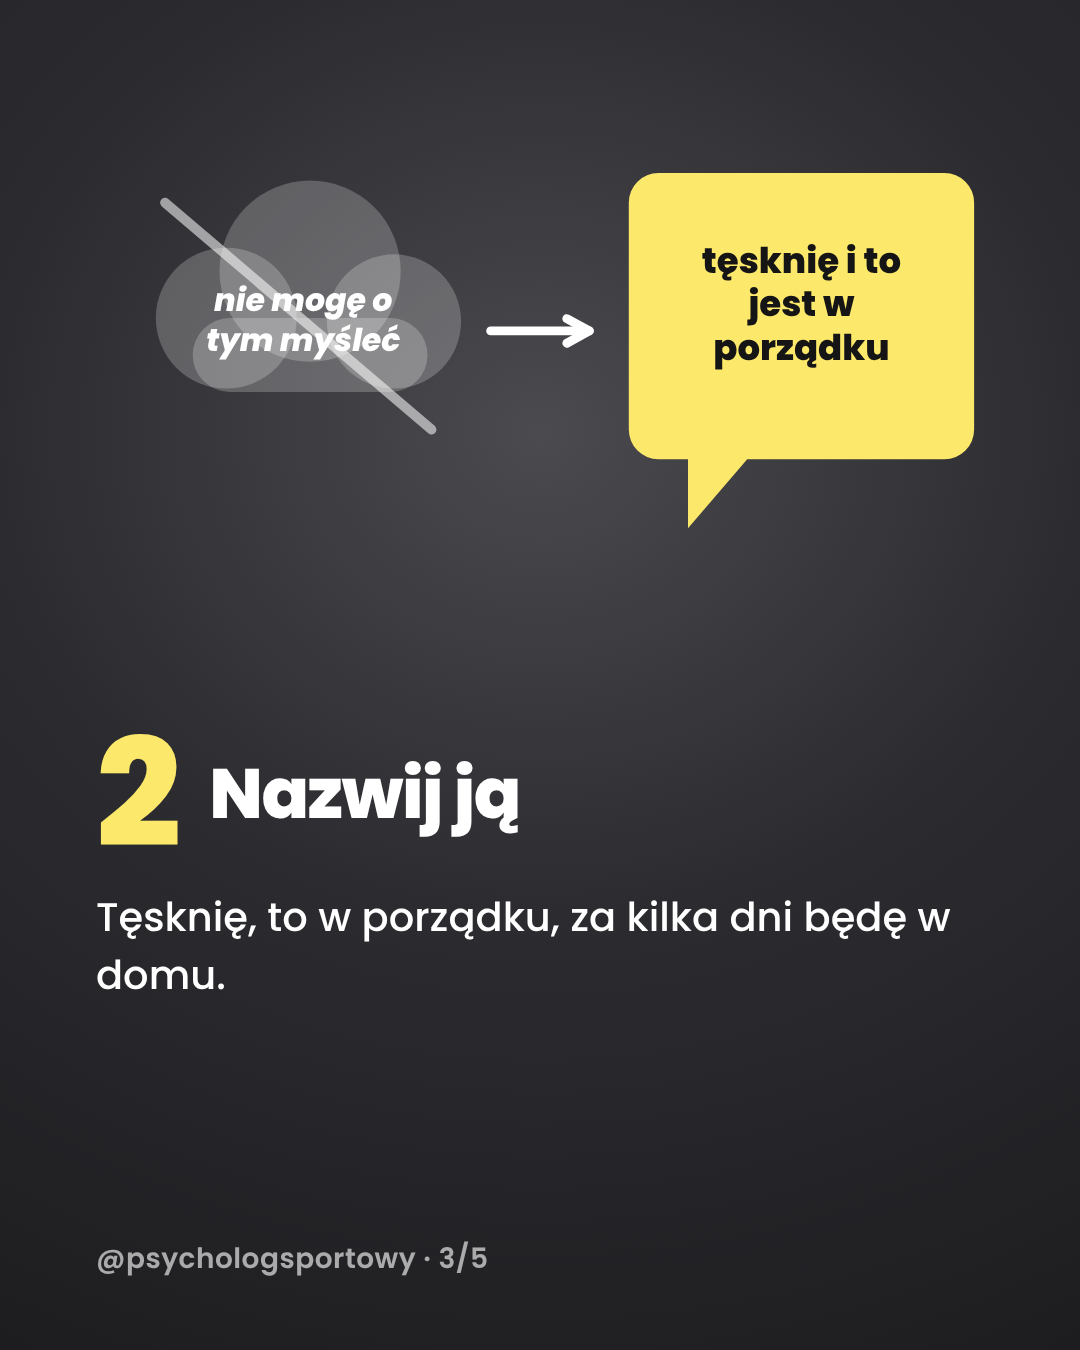 nie mogę o
tym myśleć
tęsknię i to
jest w
porządku
2 Nazwij ją
Tęsknię, to w porządku, za kilka dni będę w
domu.
@psychologsportowy · 3/5